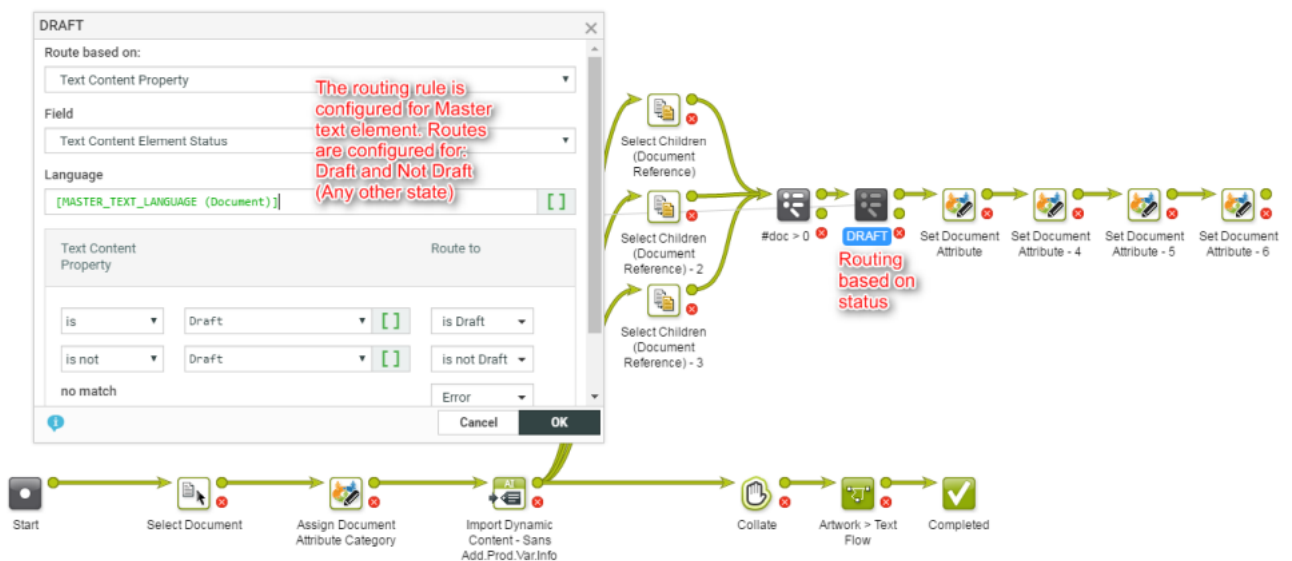 DRAFT
Route based on:
Text Content Property
Field
Text Content Element Status
Language
[MASTER_TEXT_LANGUAGE (Document)]
[]
The routing rule is
configured for Master
text element. Routes
are configured for:
Draft and Not Draft
(Any other state)
Text Content
Property
Route to
is
Draft
[]
is Draft
is not
Draft
[]
is not Draft
no match
Error
Cancel
OK
Select Children
(Document
Reference)
Select Children
(Document
Reference) - 2
Select Children
(Document
Reference) - 3
#doc > 0
DRAFT
Routing
based on
status
Set Document
Attribute
Set Document
Attribute - 4
Set Document
Attribute - 5
Set Document
Attribute - 6
Start
Select Document
Assign Document
Attribute Category
AI
Import Dynamic
Content - Sans
Add.Prod.Var.Info
Collate
Artwork > Text
Flow
Completed